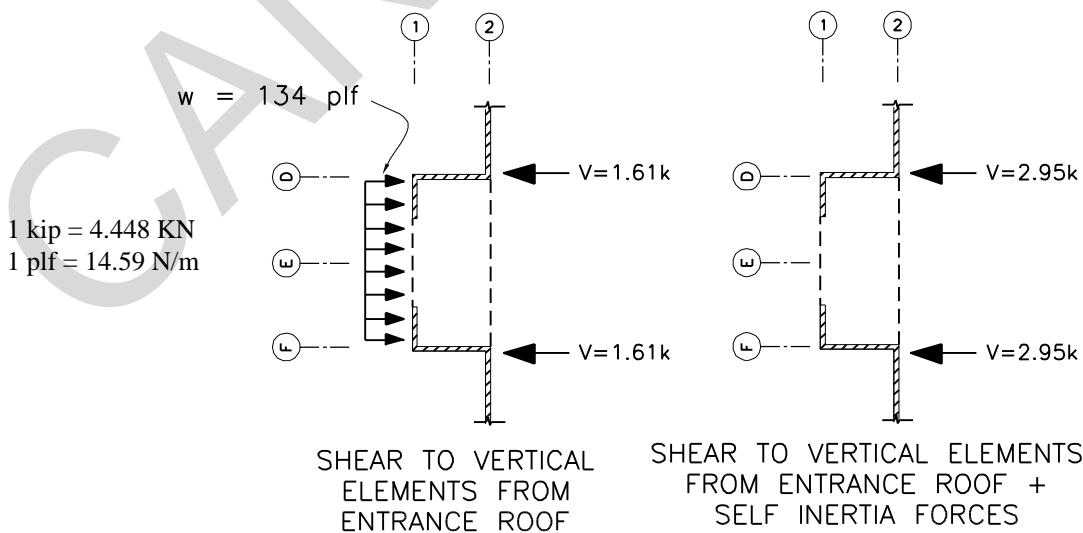 1
2
1
2
w = 134 plf
D
V=1.61k
D
V=2.95k
1 kip = 4.448 KN
1 plf = 14.59 N/m
E
E
F
V=1.61k
F
V=2.95k
SHEAR TO VERTICAL
ELEMENTS FROM
ENTRANCE ROOF
SHEAR TO VERTICAL ELEMENTS
FROM ENTRANCE ROOF +
SELF INERTIA FORCES